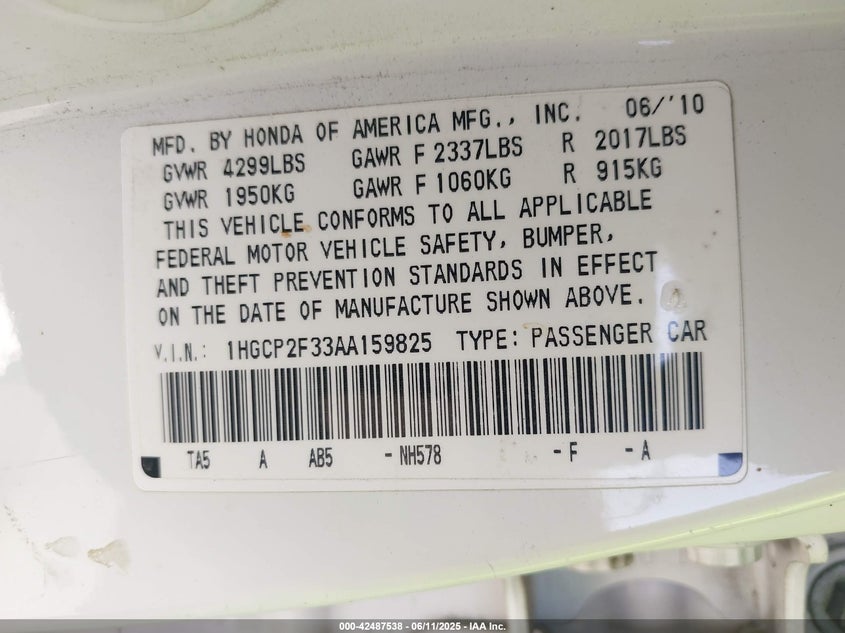 MFD. BY HONDA OF AMERICA MFG., INC. 06/'10
GVWR 4299LBS GAWR F 2337LBS R 2017LBS
GVWR 1950KG GAWR F 1060KG R 915KG
THIS VEHICLE CONFORMS TO ALL APPLICABLE
FEDERAL MOTOR VEHICLE SAFETY, BUMPER,
AND THEFT PREVENTION STANDARDS IN EFFECT
ON THE DATE OF MANUFACTURE SHOWN ABOVE.
V.I.N.: 1HGCP2F33AA159825 TYPE: PASSENGER CAR
TA5 A AB5 -NH578 -F -A
000-42487538 - 06/11/2025 - IAA Inc.